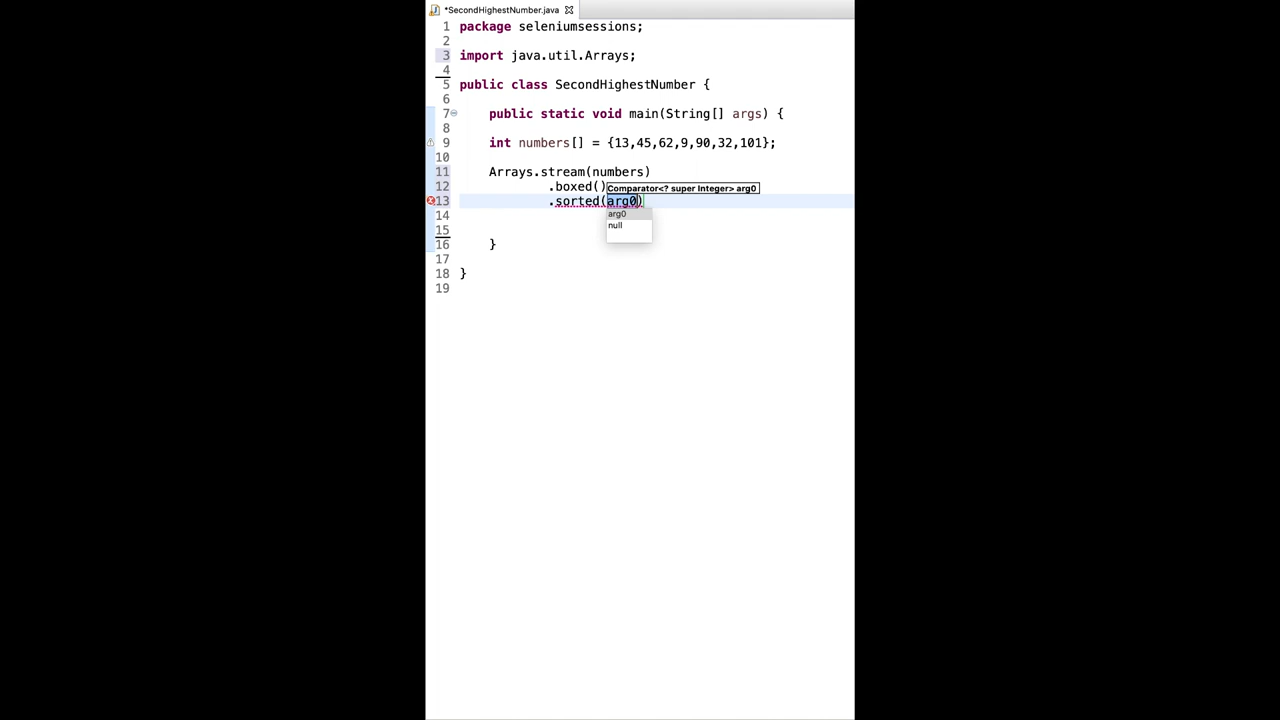 *SecondHighestNumber.java
1 package seleniumsessions;
2
3 import java.util.Arrays;
4
5 public class SecondHighestNumber {
6
7 public static void main(String[] args) {
8
9 int numbers[] = {13,45,62,9,90,32,101};
10
11 Arrays.stream(numbers)
12 .boxed()
Comparator<? super Integer> arg0
13 .sorted(arg0)
arg0
14
null
15
16 }
17
18 }
19